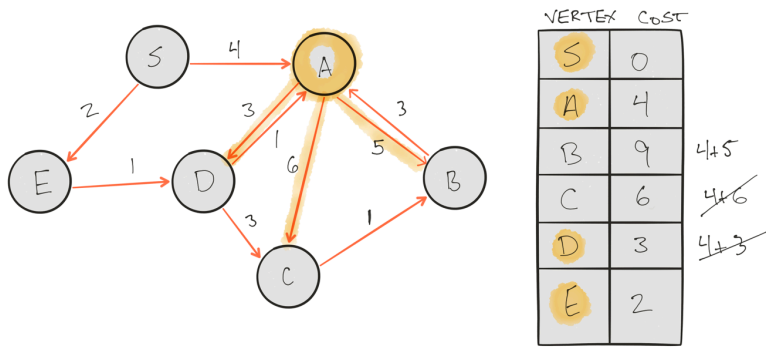 VERTEX COST
S 4 A
S 0
2
3
A 4
3
1
6
5
B 9 4+5
E 1 D
B
C 6 4+6
3
1
D 3 4+3
C
E 2